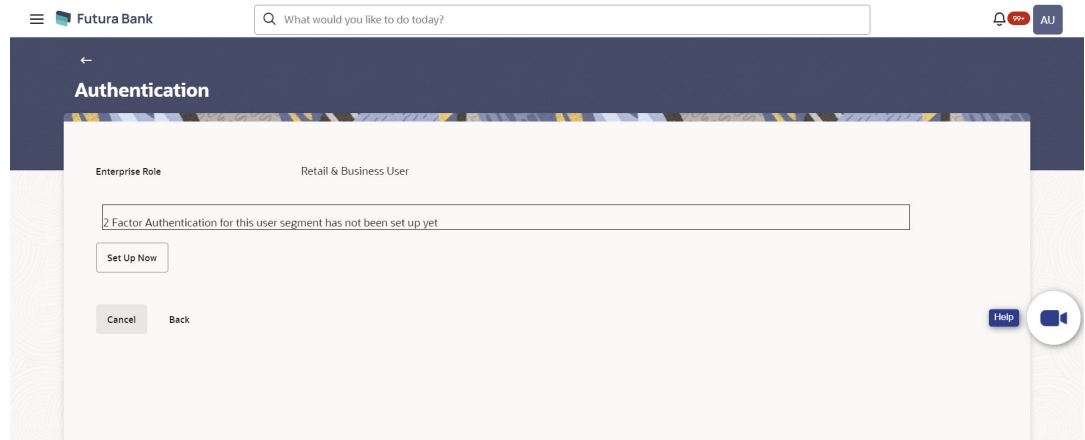 Futura Bank
What would you like to do today?
99+
AU
Authentication
Enterprise Role
Retail & Business User
2 Factor Authentication for this user segment has not been set up yet
Set Up Now
Cancel
Back
Help